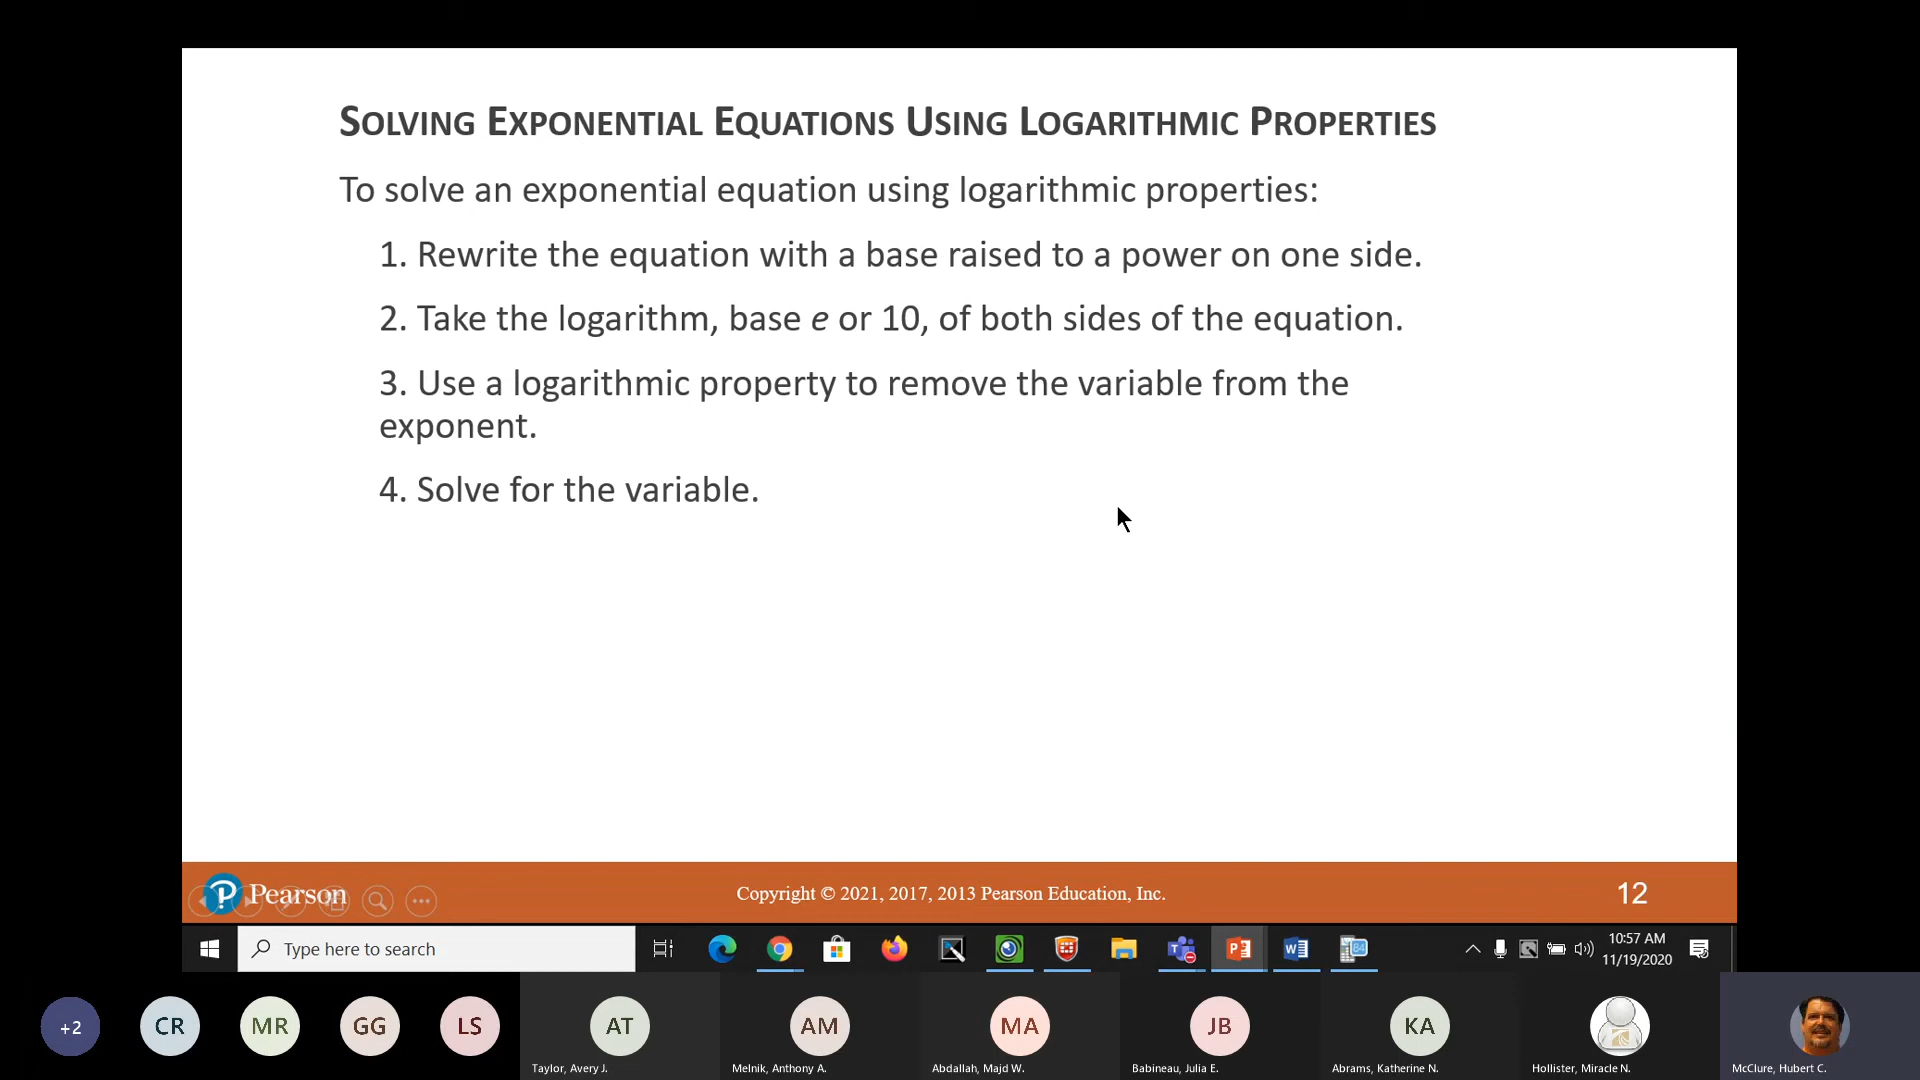 SOLVING EXPONENTIAL EQUATIONS USING LOGARITHMIC PROPERTIES
To solve an exponential equation using logarithmic properties:
1. Rewrite the equation with a base raised to a power on one side.
2. Take the logarithm, base e or 10, of both sides of the equation.
3. Use a logarithmic property to remove the variable from the
exponent.
4. Solve for the variable.
Pearson
Copyright © 2021, 2017, 2013 Pearson Education, Inc.
12
Type here to search
10:57 AM
11/19/2020
+2
CR
MR
GG
LS
AT
AM
MA
JB
KA
Taylor, Avery J.
Melnik, Anthony A.
Abdallah, Majd W.
Babineau, Julia E.
Abrams, Katherine N.
Hollister, Miracle N.
McClure, Hubert C.